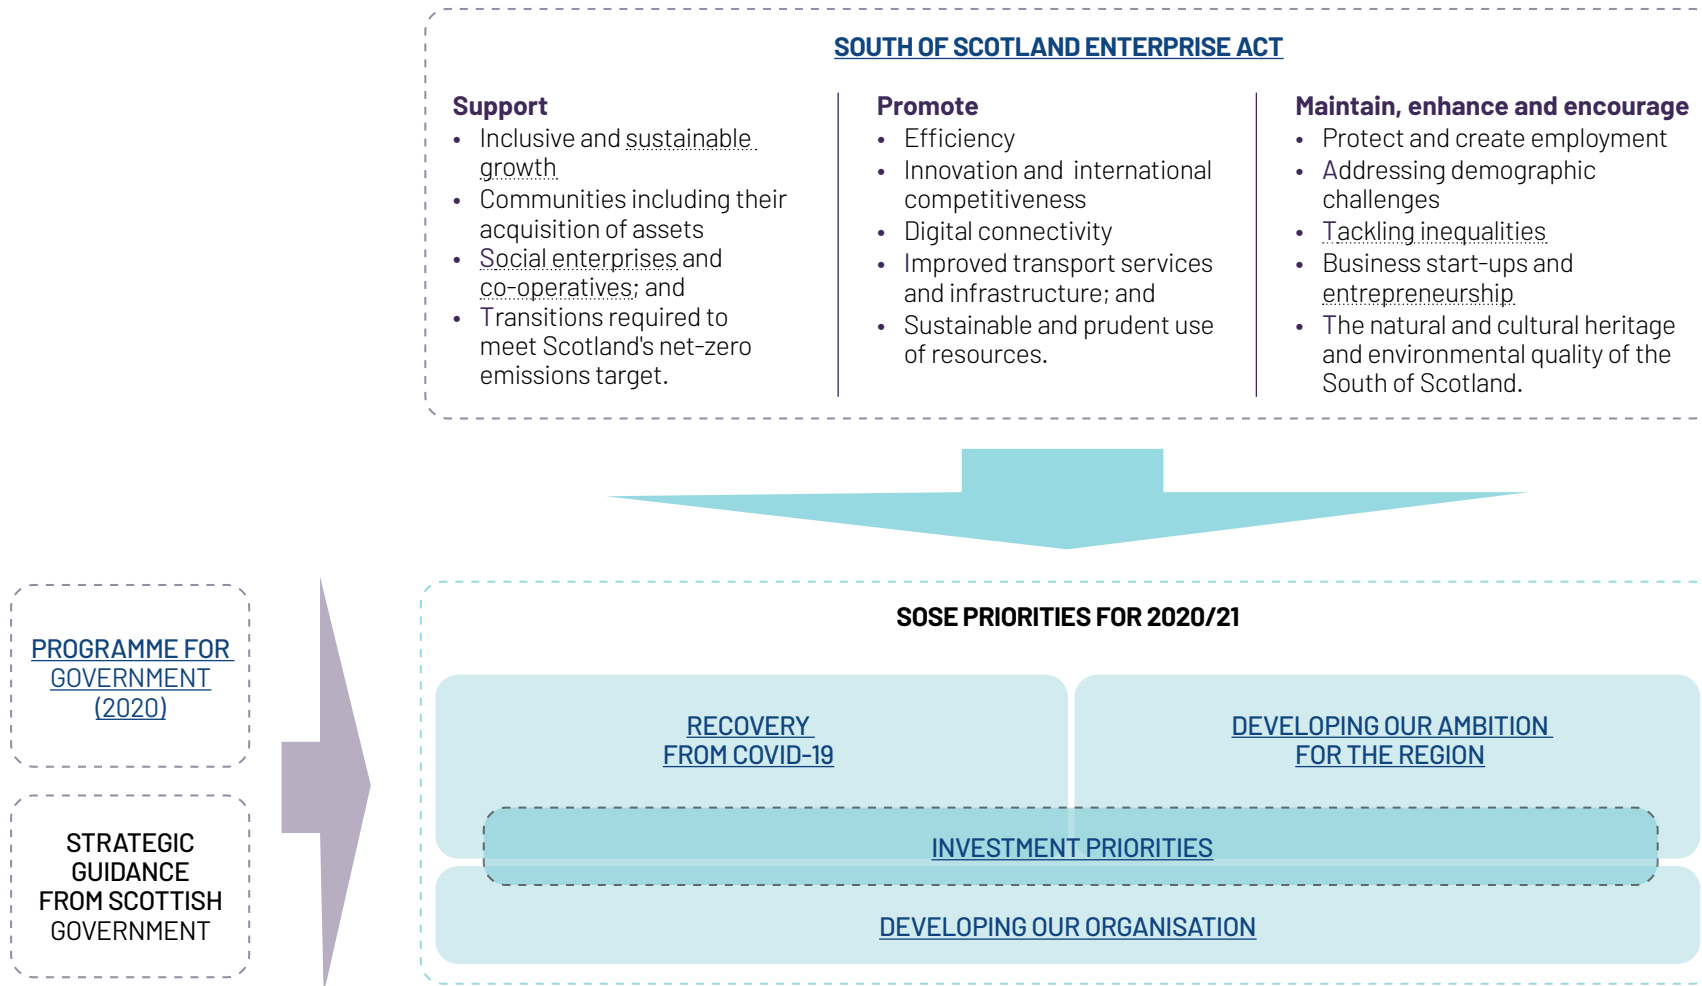 SOUTH OF SCOTLAND ENTERPRISE ACT
Support
• Inclusive and sustainable
growth
• Communities including their
acquisition of assets
• Social enterprises and
co-operatives; and
• Transitions required to
meet Scotland's net-zero
emissions target.
Promote
• Efficiency
• Innovation and international
competitiveness
• Digital connectivity
• Improved transport services
and infrastructure; and
• Sustainable and prudent use
of resources.
Maintain, enhance and encourage
• Protect and create employment
• Addressing demographic
challenges
• Tackling inequalities
• Business start-ups and
entrepreneurship
• The natural and cultural heritage
and environmental quality of the
South of Scotland.
PROGRAMME FOR
GOVERNMENT
(2020)
STRATEGIC
GUIDANCE
FROM SCOTTISH
GOVERNMENT
SOSE PRIORITIES FOR 2020/21
RECOVERY
FROM COVID-19
DEVELOPING OUR AMBITION
FOR THE REGION
INVESTMENT PRIORITIES
DEVELOPING OUR ORGANISATION